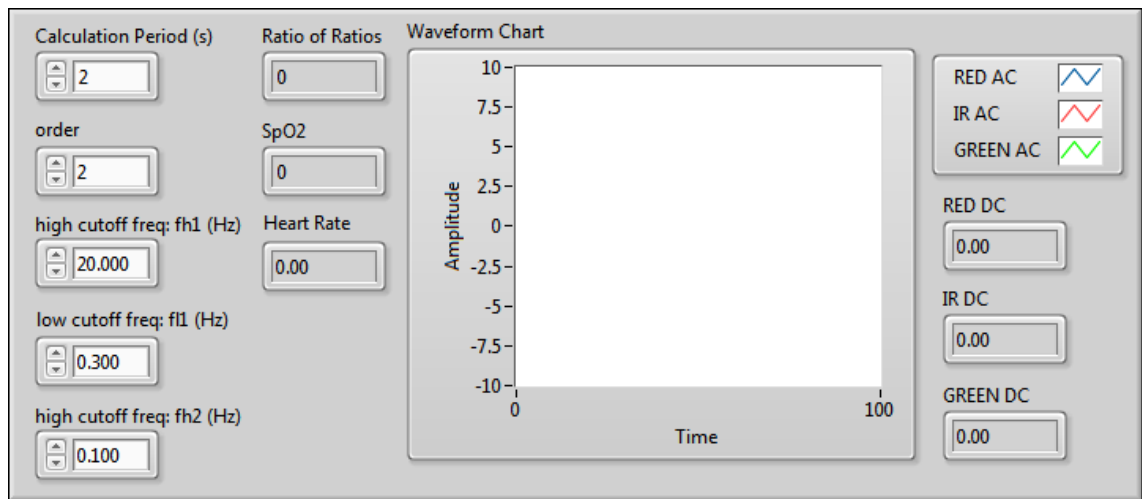 Calculation Period (s)
2
order
2
high cutoff freq: fh1 (Hz)
20.000
low cutoff freq: fl1 (Hz)
0.300
high cutoff freq: fh2 (Hz)
0.100
Ratio of Ratios
0
SpO2
0
Heart Rate
0.00
Waveform Chart
Amplitude
10
7.5
5
2.5
0
-2.5
-5
-7.5
-10
0
100
Time
RED AC
IR AC
GREEN AC
RED DC
0.00
IR DC
0.00
GREEN DC
0.00